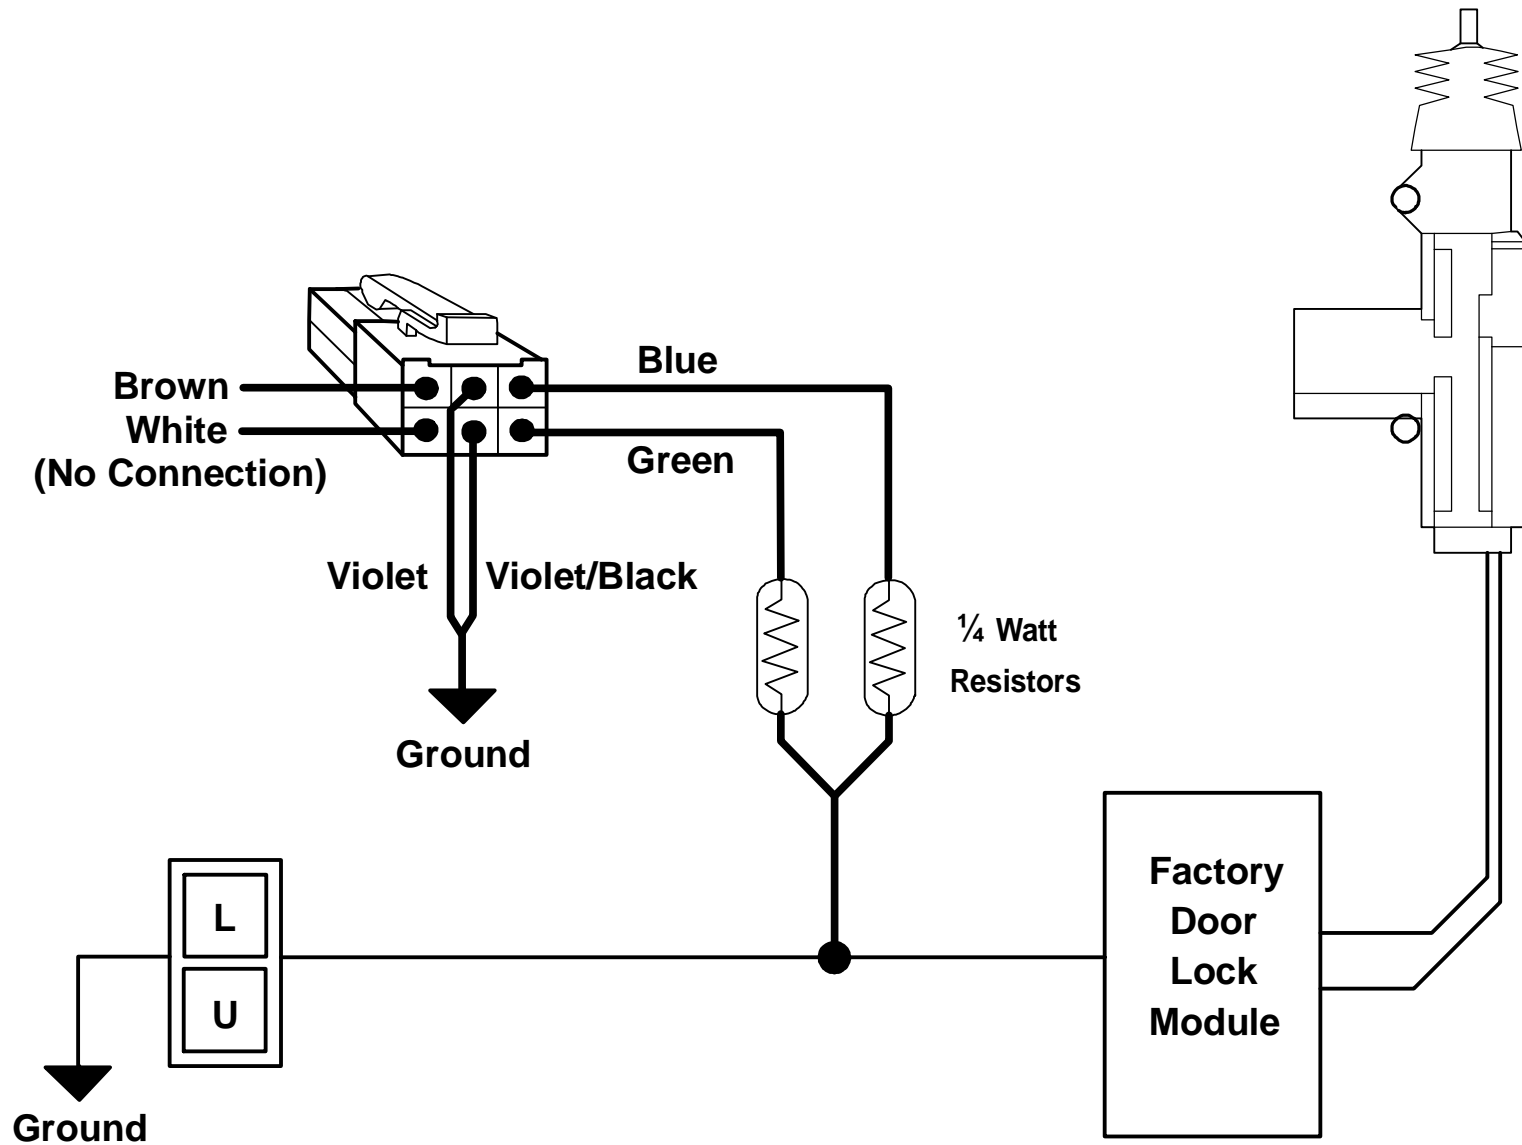 Blue
Brown
White
(No Connection)
Green
Violet
Violet/Black
¼ Watt
Resistors
Ground
L
U
Factory
Door
Lock
Module
Ground